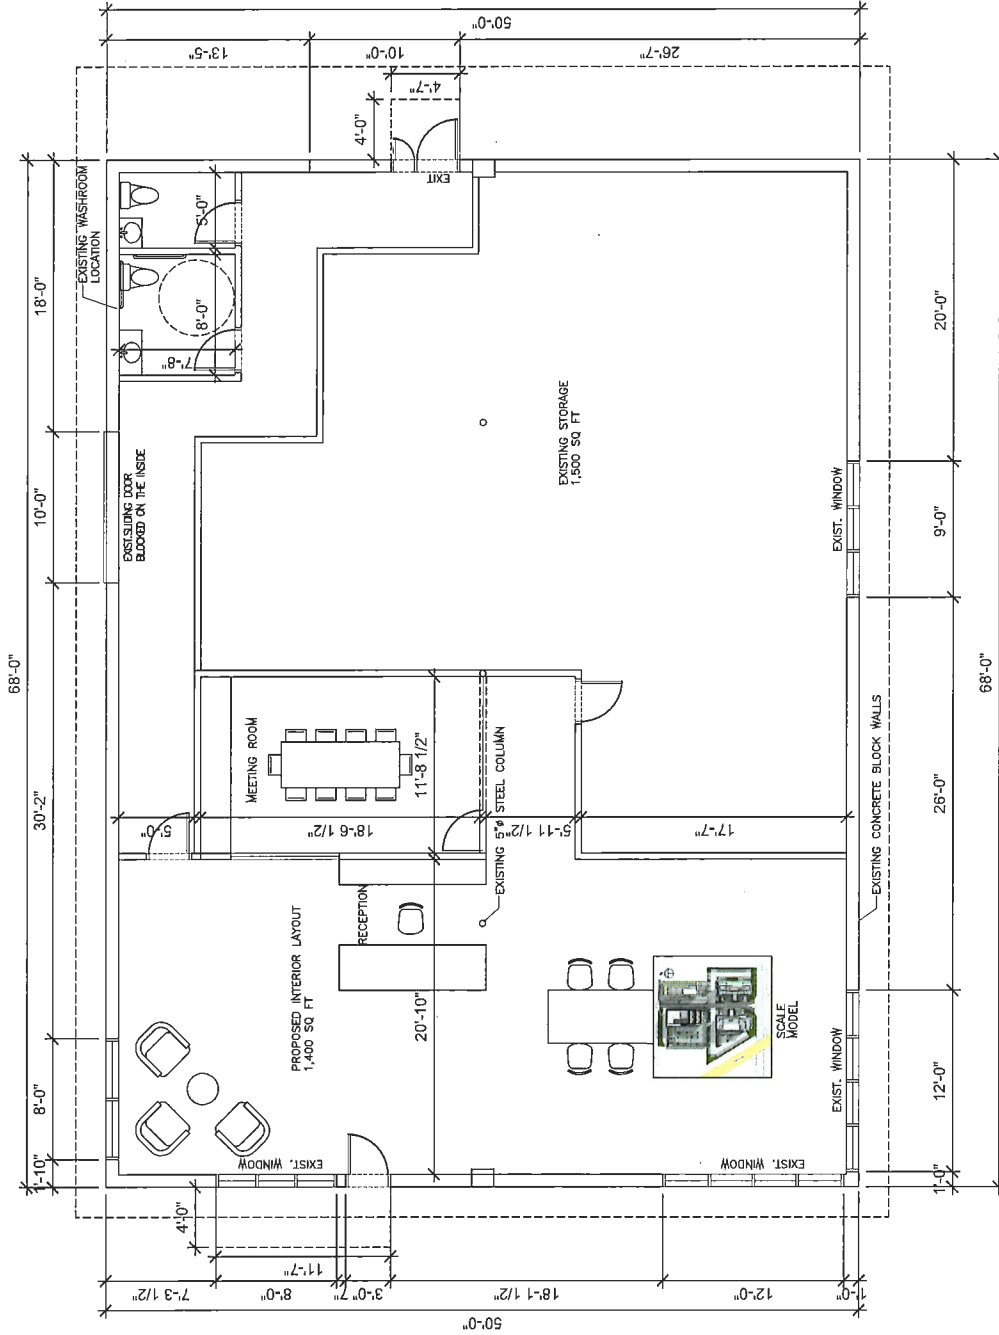 50'-0"
13'-5"
10'-0"
26'-7"
4'-7"
4'-0"
EXIT
EXISTING WASHROOM
LOCATION
5'-0"
8'-0"
7'-8"
68'-0"
18'-0"
10'-0"
30'-2"
8'-0"
1'-10"
EXIST.SLIDING DOOR
BLOCKED ON THE INSIDE
EXISTING STORAGE
1,500 SQ FT
MEETING ROOM
11'-8 1/2"
5'-0"
18'-6 1/2"
5'-11 1/2"
17'-7"
EXISTING 5"ø STEEL COLUMN
RECEPTION
PROPOSED INTERIOR LAYOUT
1,400 SQ FT
20'-10"
SCALE
MODEL
EXIST. WINDOW
EXIST. WINDOW
EXIST.
WINDOW
EXIST.
WINDOW
EXISTING CONCRETE BLOCK WALLS
20'-0"
9'-0"
26'-0"
12'-0"
1'-0"
68'-0"
4'-0"
11'-7"
7'-3 1/2"
8'-0"
7"
3'-0"
18'-1 1/2"
12'-0"
1'-0"
50'-0"